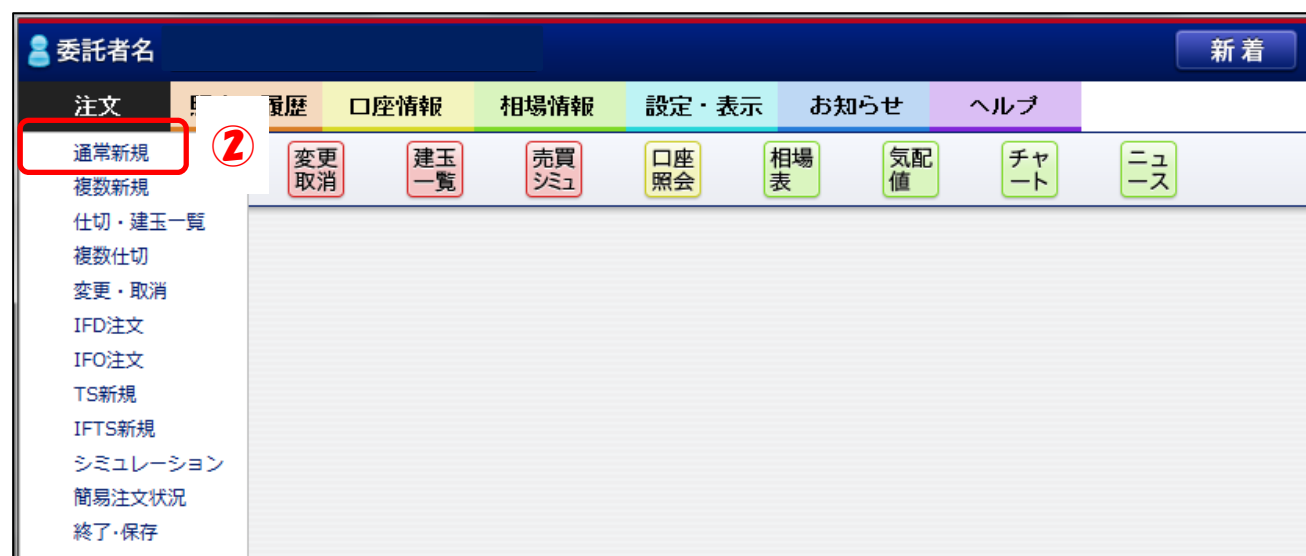 委託者名
新着
注文
履歴
口座情報
相場情報
設定・表示
お知らせ
ヘルプ
②
変更
取消
建玉
一覧
売買
シミュ
口座
照会
相場
表
気配
値
チャ
ート
ニュ
ース
通常新規
複数新規
仕切・建玉一覧
複数仕切
変更・取消
IFD注文
IFO注文
TS新規
IFTS新規
シミュレーション
簡易注文状況
終了・保存